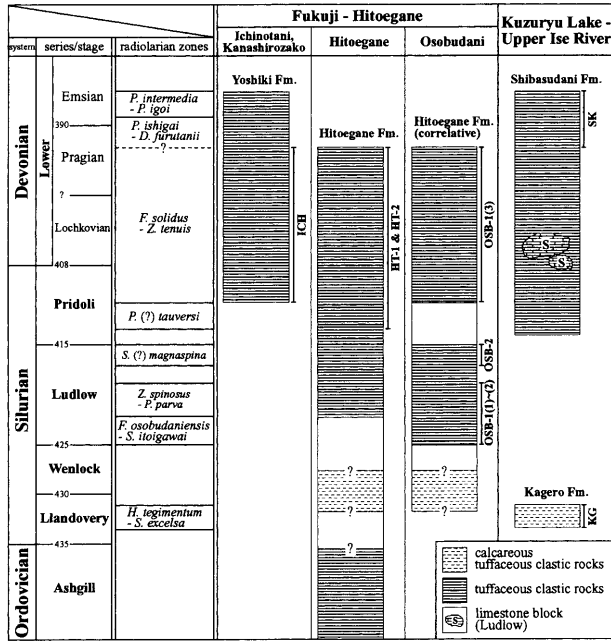 Fukuji - Hitoegane
Kuzuryu Lake -
Upper Ise River
system
series/stage
radiolarian zones
Ichinotani,
Kanashirozako
Hitoegane
Osobudani
Devonian
Lower
Emsian
390
Pragian
?
Lochkovian
408
Silurian
Pridoli
415
Ludlow
425
Wenlock
430
Llandovery
435
Ordovician
Ashgill
P. intermedia
- P. igoi
P. ishigai
- D. furutanii
?
F. solidus
- Z. tenuis
P. (?) tauversi
S. (?) magnaspina
Z. spinosus
- P. parva
F. osobudaniensis
- S. itoigawai
H. tegimentum
- S. excelsa
Yoshiki Fm.
ICH
Hitoegane Fm.
HT-1 & HT-2
?
?
?
Hitoegane Fm.
(correlative)
OSB-1(3)
OSB-2
OSB-1(1)~(2)
?
?
Shibasudani Fm.
SK
S
S
Kagero Fm.
KG
calcareous
tuffaceous clastic rocks
tuffaceous clastic rocks
S
limestone block
(Ludlow)